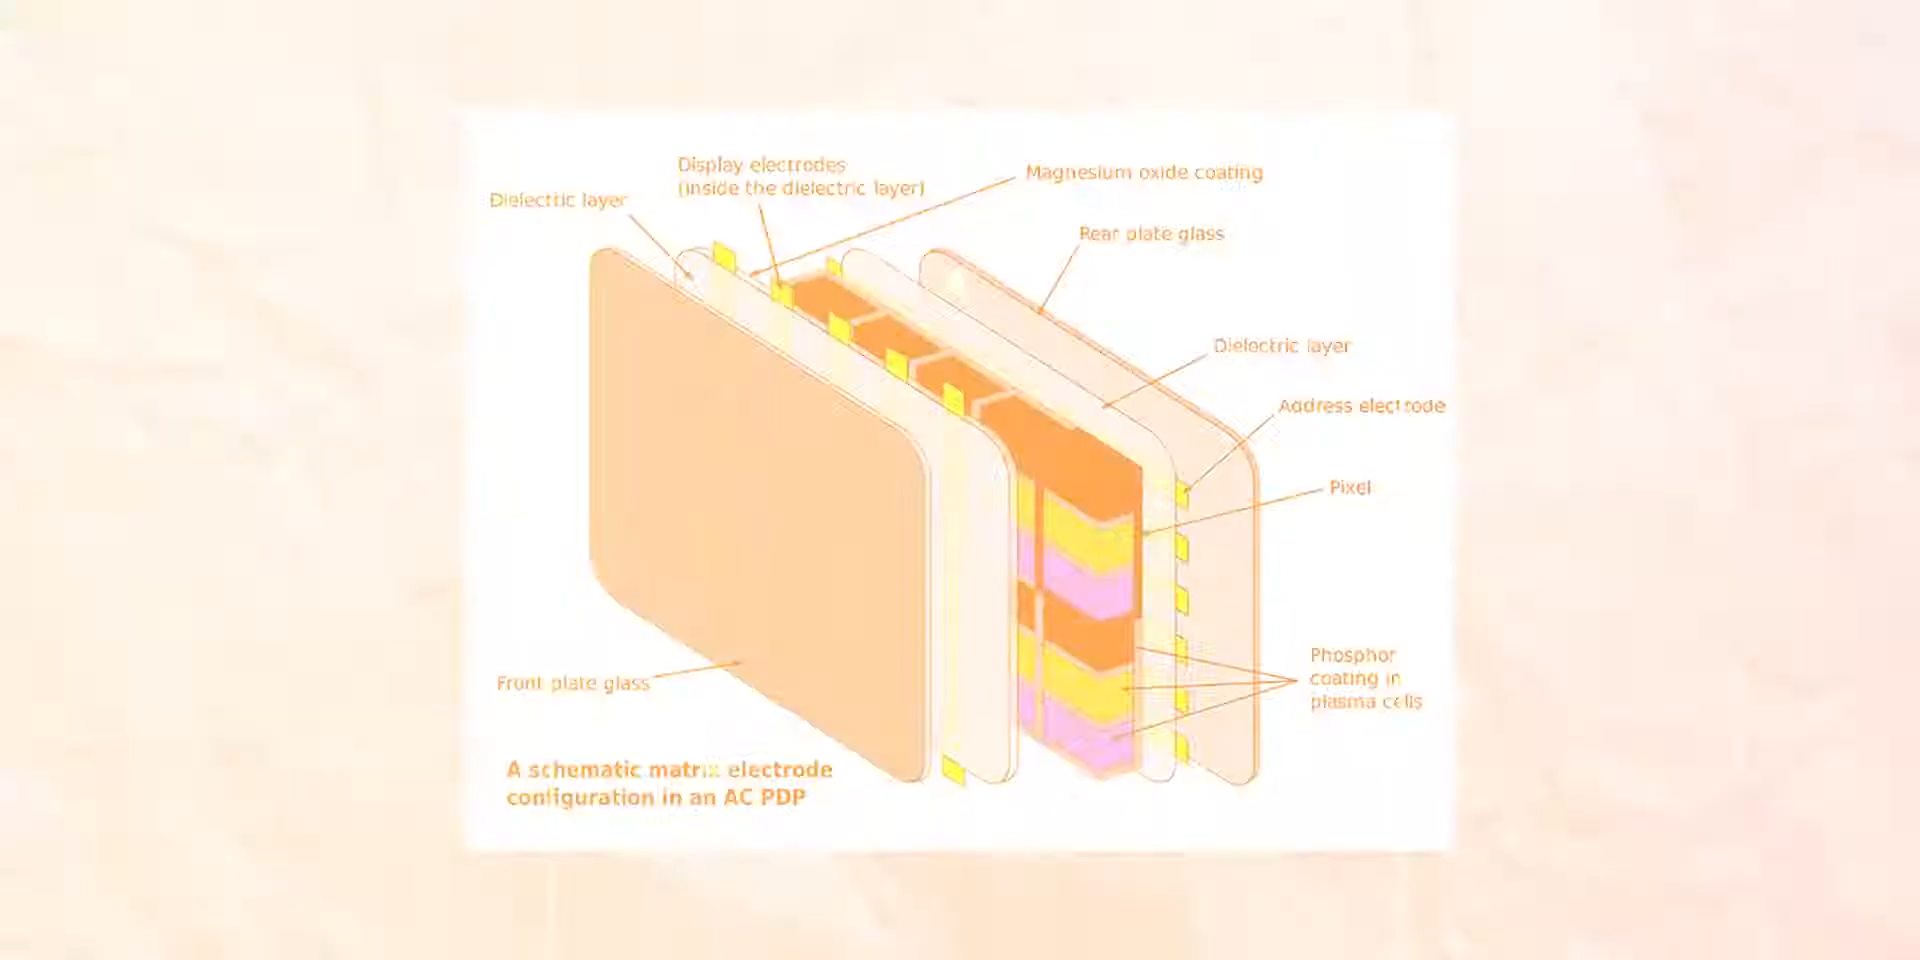 Display electrodes
(inside the dielectric layer)
Magnesium oxide coating
Dielectric layer
Rear plate glass
Dielectric layer
Address electrode
Pixel
Phosphor
coating in
plasma cells
Front plate glass
A schematic matrix electrode
configuration in an AC PDP